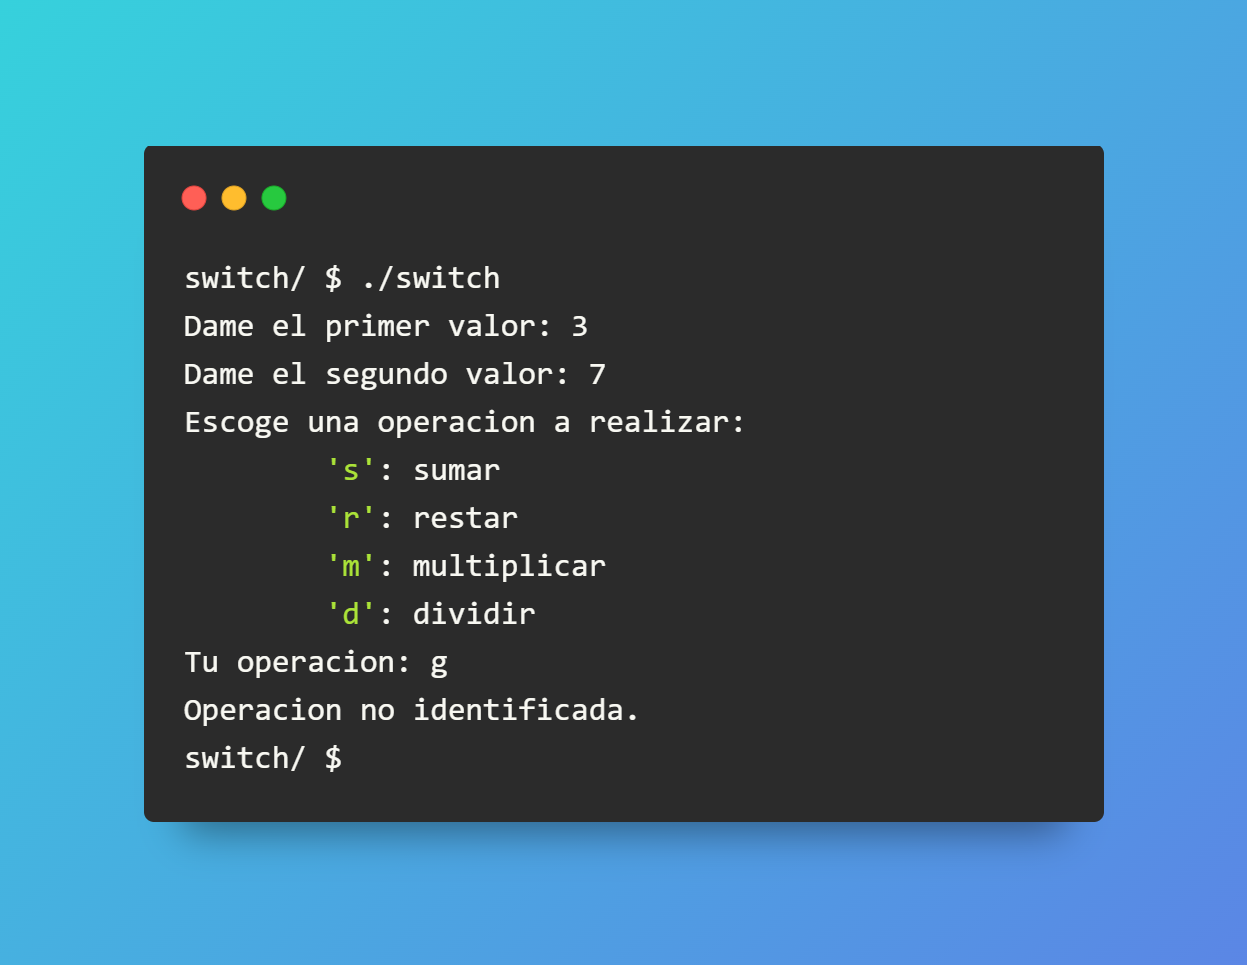 switch/ $ ./switch
Dame el primer valor: 3
Dame el segundo valor: 7
Escoge una operacion a realizar:
's': sumar
'r': restar
'm': multiplicar
'd': dividir
Tu operacion: g
Operacion no identificada.
switch/ $